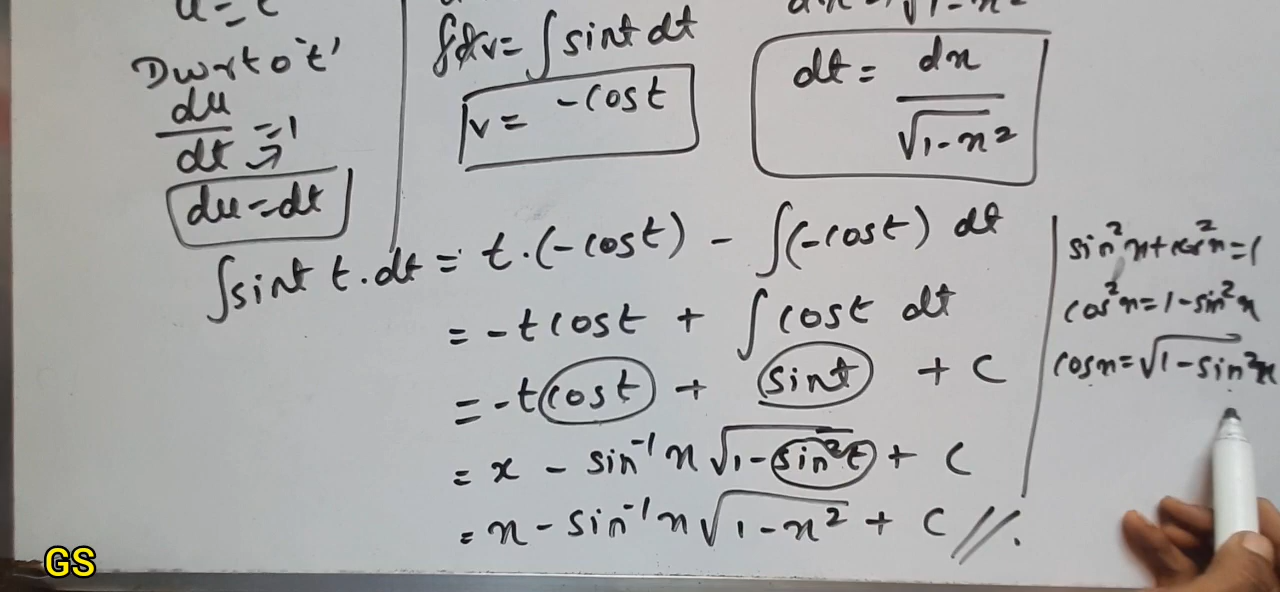 u = t
Dwrto 't'
du/dt = 1
du = dt
∫dv = ∫sint dt
v = -cost
dt = dx/√1-x²
∫sint t.dt = t.(-cost) - ∫(-cost) dt
= -tcost + ∫cost dt
= -tcost + sint + C
= x - sin⁻¹x √1-sin²t + C
= x - sin⁻¹x √1-x² + C //.
sin²x+cos²x=1
cos²x=1-sin²x
cosx=√1-sin²x
GS